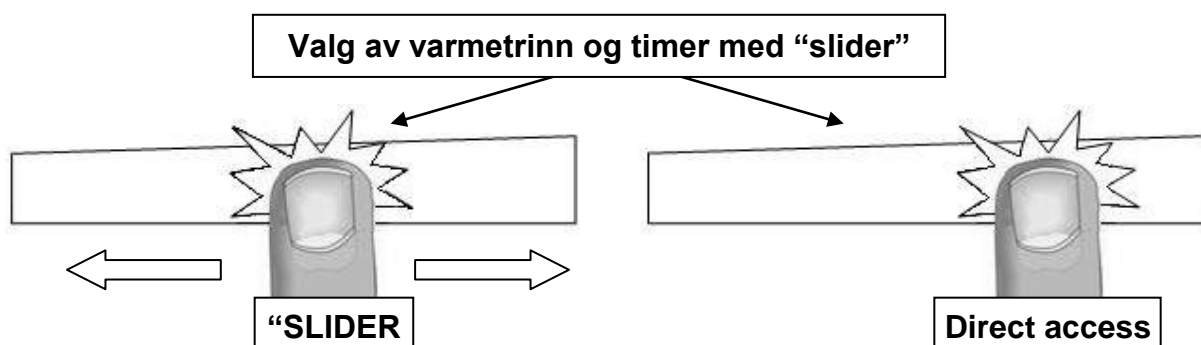 Valg av varmetrinn og timer med “slider”
“SLIDER
Direct access